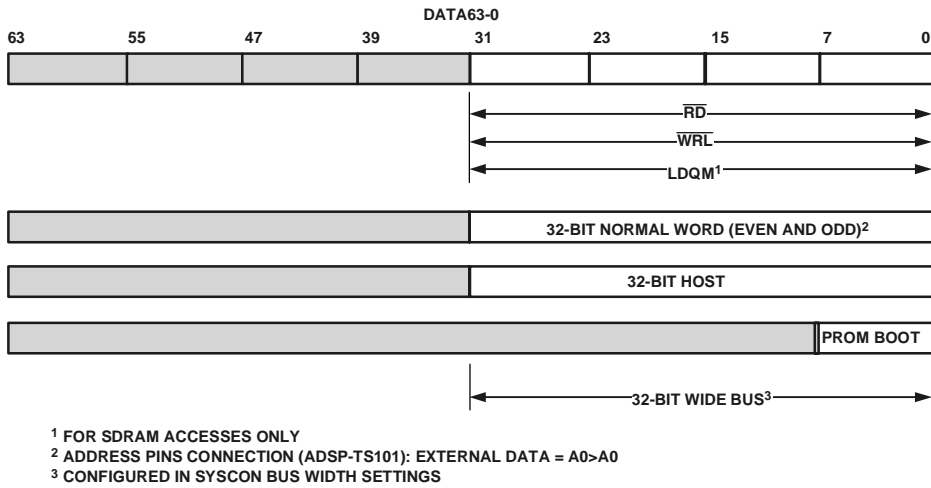 DATA63-0
63 55 47 39 31 23 15 7 0
RD
WRL
LDQM1
32-BIT NORMAL WORD (EVEN AND ODD)2
32-BIT HOST
PROM BOOT
32-BIT WIDE BUS3
1 FOR SDRAM ACCESSES ONLY
2 ADDRESS PINS CONNECTION (ADSP-TS101): EXTERNAL DATA = A0>A0
3 CONFIGURED IN SYSCON BUS WIDTH SETTINGS